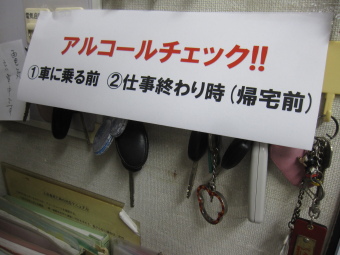 アルコールチェック!!
①車に乗る前 ②仕事終わり時(帰宅前)